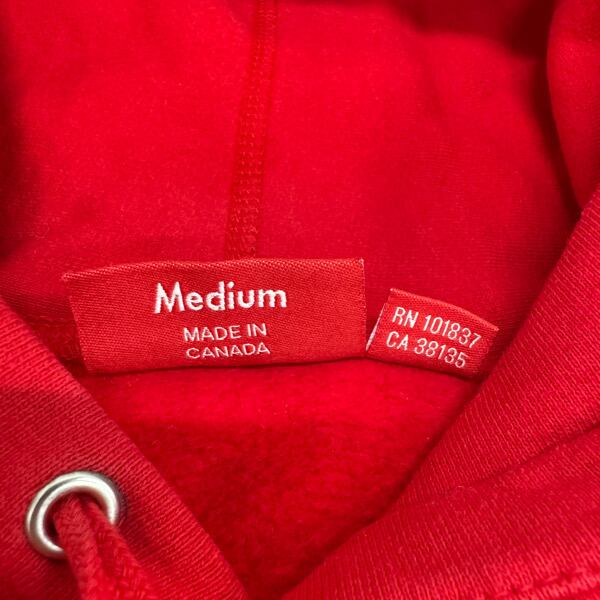 Medium
MADE IN
CANADA
RN 101837
CA 38135